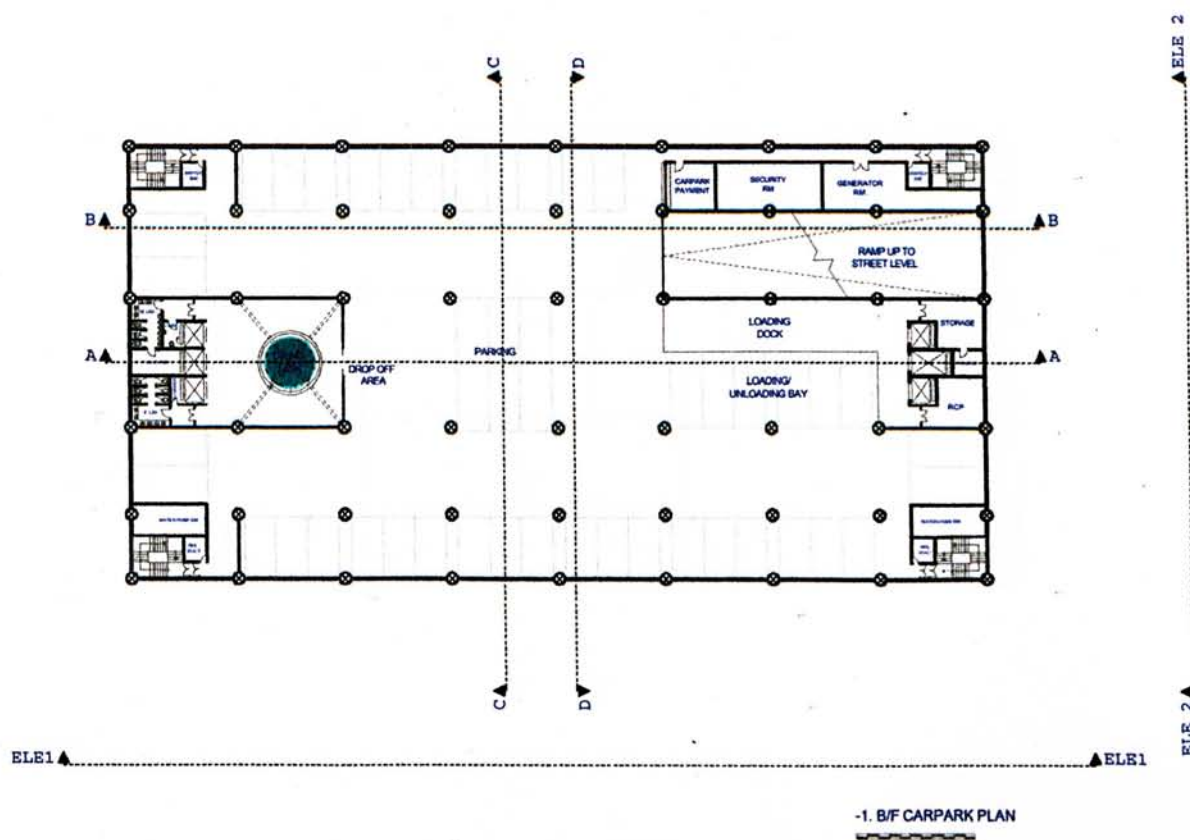 ELE 2
C
D
CARPARK
PAYMENT
SECURITY
RM
GENERATOR
RM
B
B
RAMP UP TO
STREET LEVEL
LOADING
DOCK
STORAGE
A
A
PARKING
DROP OFF
AREA
LOADING/
UNLOADING BAY
RCP
C
D
ELE 2
ELE1
ELE1
-1. B/F CARPARK PLAN